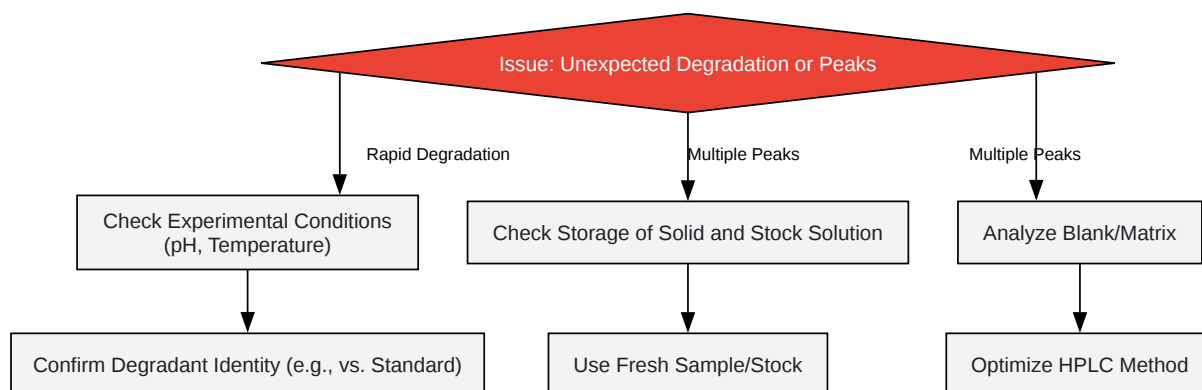 Issue: Unexpected Degradation or Peaks
Rapid Degradation
Multiple Peaks
Multiple Peaks
Check Experimental Conditions
(pH, Temperature)
Check Storage of Solid and Stock Solution
Analyze Blank/Matrix
Confirm Degradant Identity (e.g., vs. Standard)
Use Fresh Sample/Stock
Optimize HPLC Method